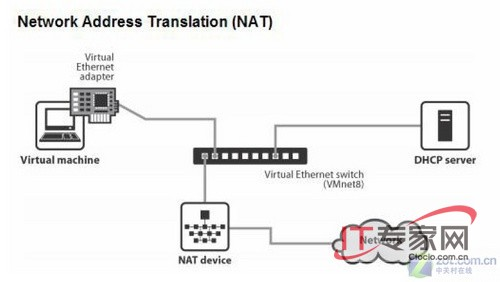 Network Address Translation (NAT)
Virtual
Ethernet
adapter
Virtual machine
DHCP server
Virtual Ethernet switch
(VMnet8)
NAT device
Network
IT专家网
Ciocio.com.cn
zol.com.cn
中关村在线